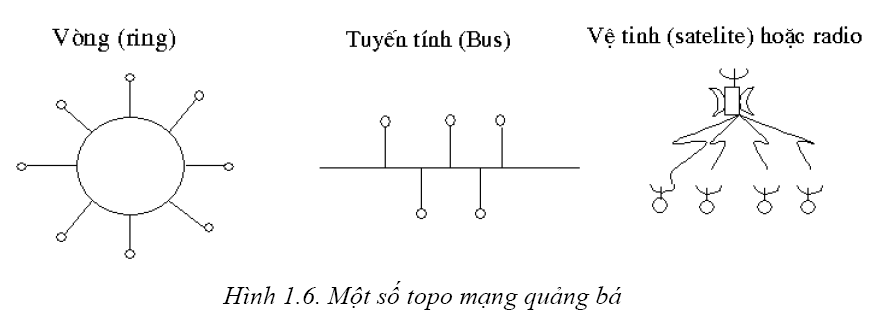 Vòng (ring)
Tuyến tính (Bus)
Vệ tinh (satelite) hoặc radio
Hình 1.6. Một số topo mạng quảng bá